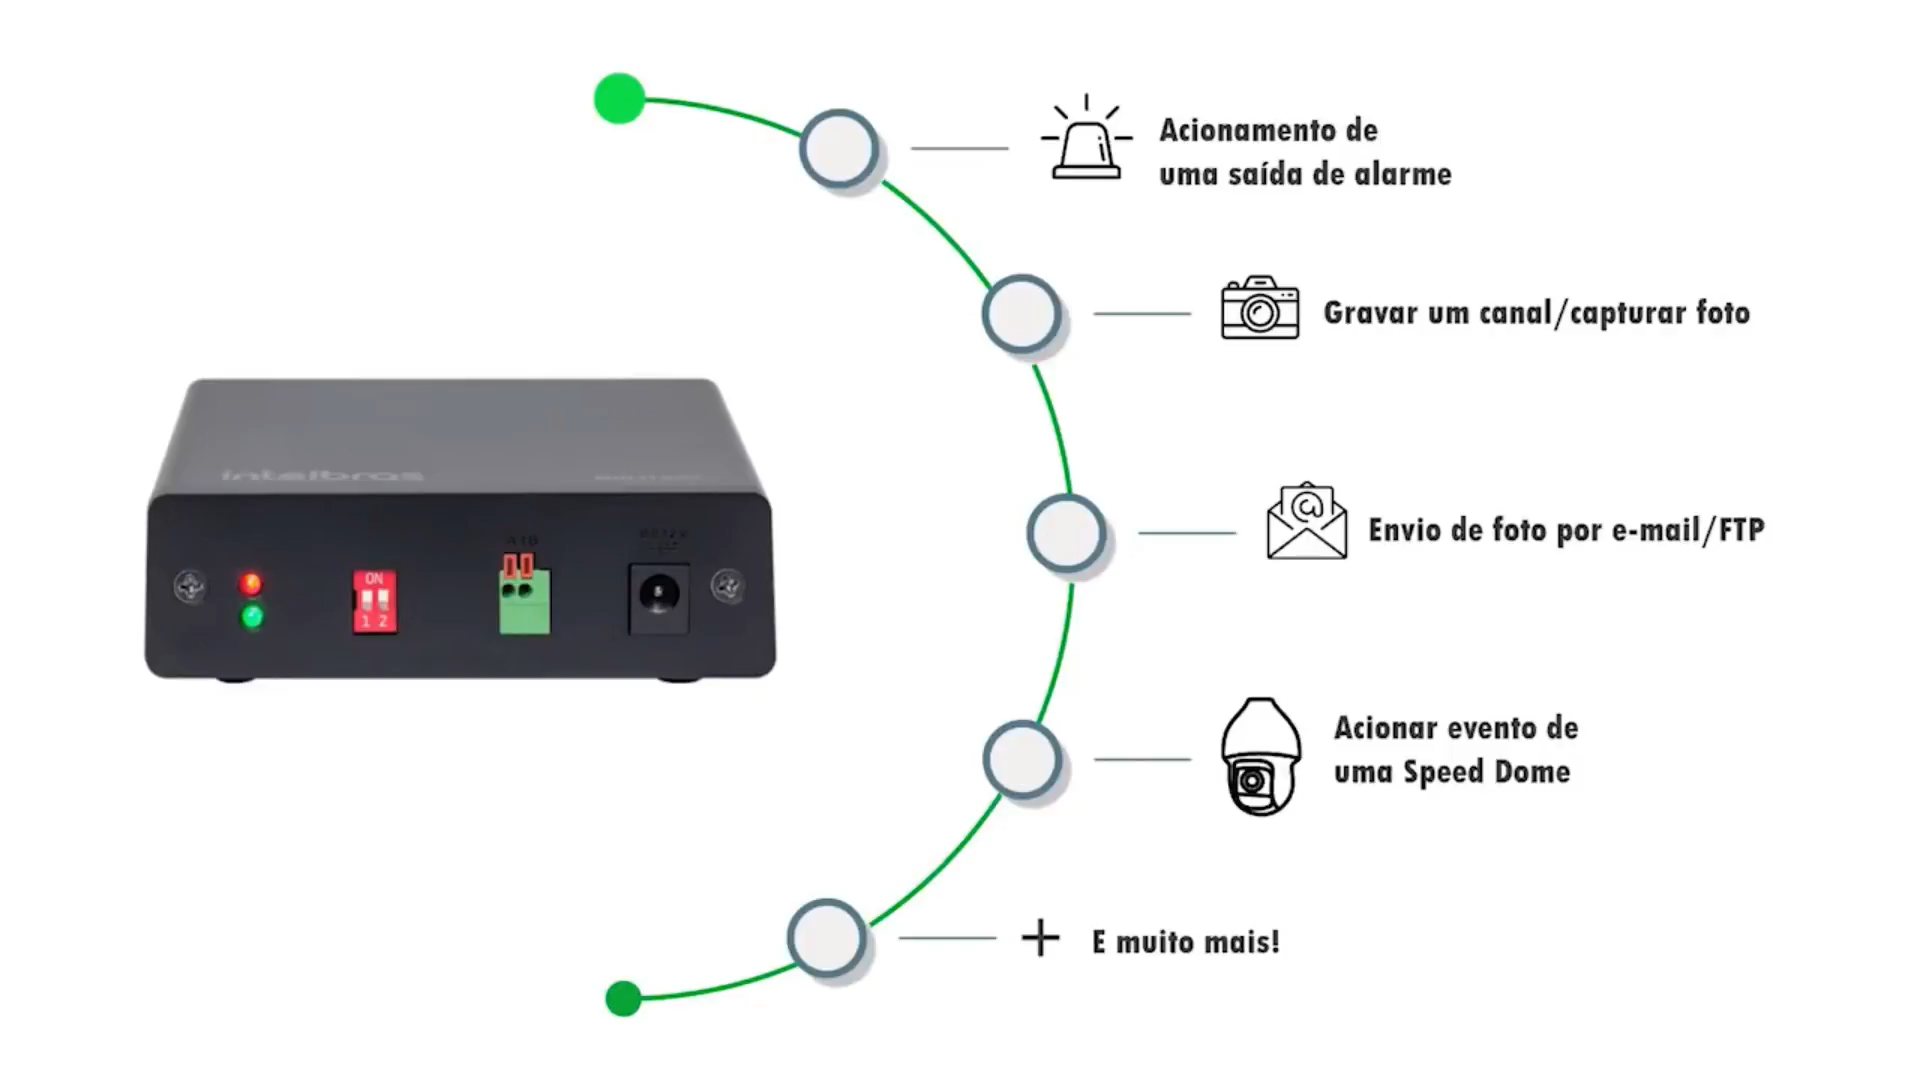 Acionamento de
uma saída de alarme
Gravar um canal/capturar foto
intelbras
Envio de foto por e-mail/FTP
ON
1 2
Acionar evento de
uma Speed Dome
E muito mais!